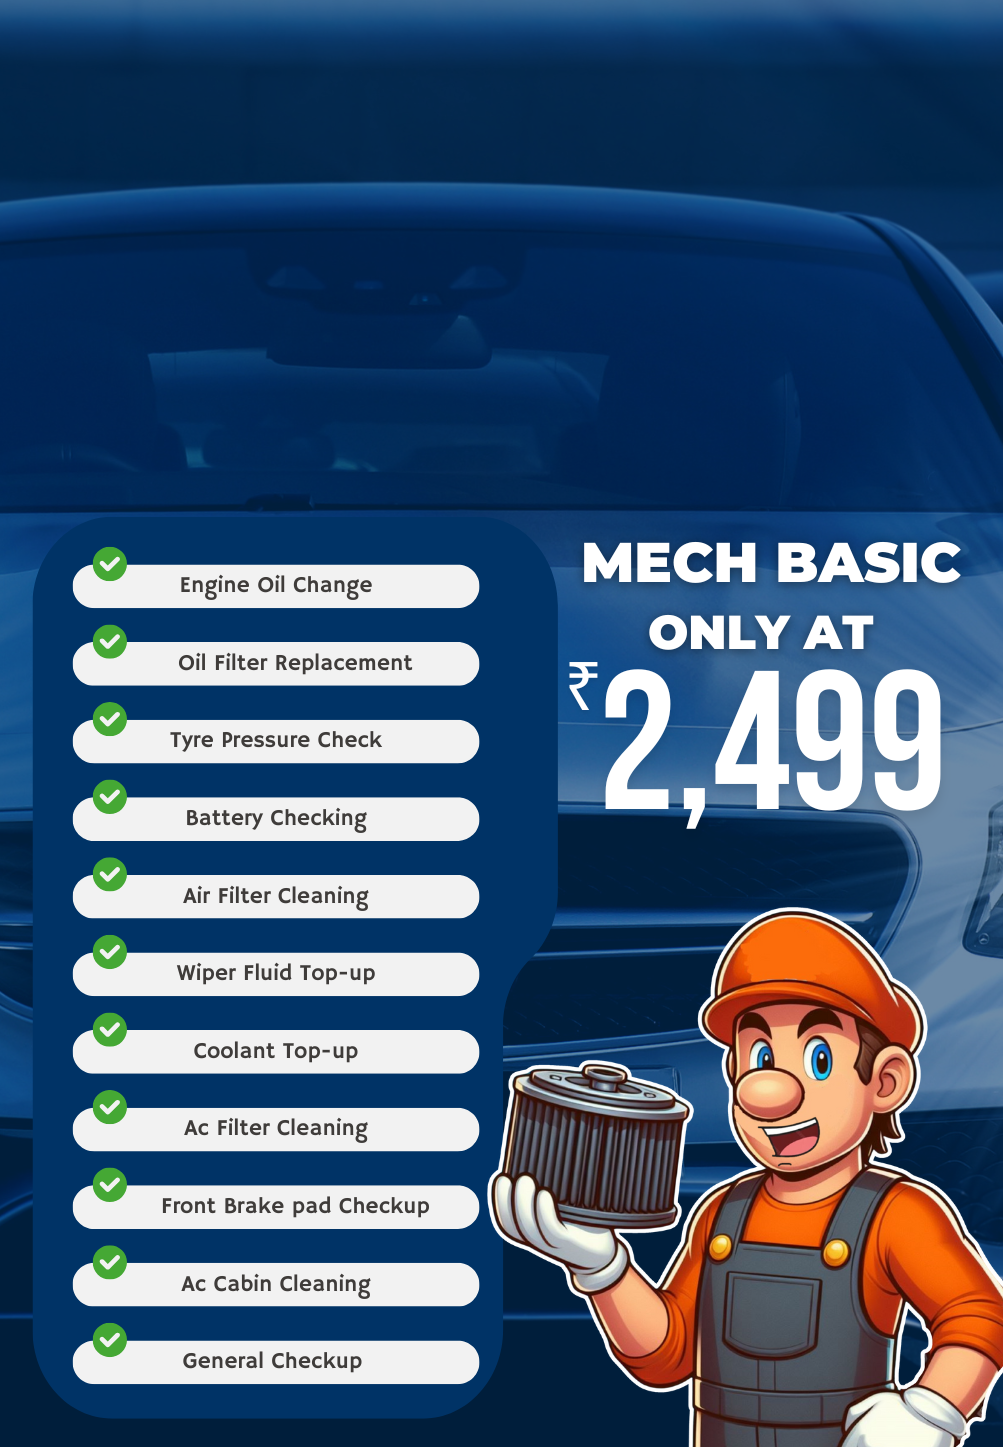 Engine Oil Change
Oil Filter Replacement
Tyre Pressure Check
Battery Checking
Air Filter Cleaning
Wiper Fluid Top-up
Coolant Top-up
Ac Filter Cleaning
Front Brake pad Checkup
Ac Cabin Cleaning
General Checkup
MECH BASIC
ONLY AT
₹2,499